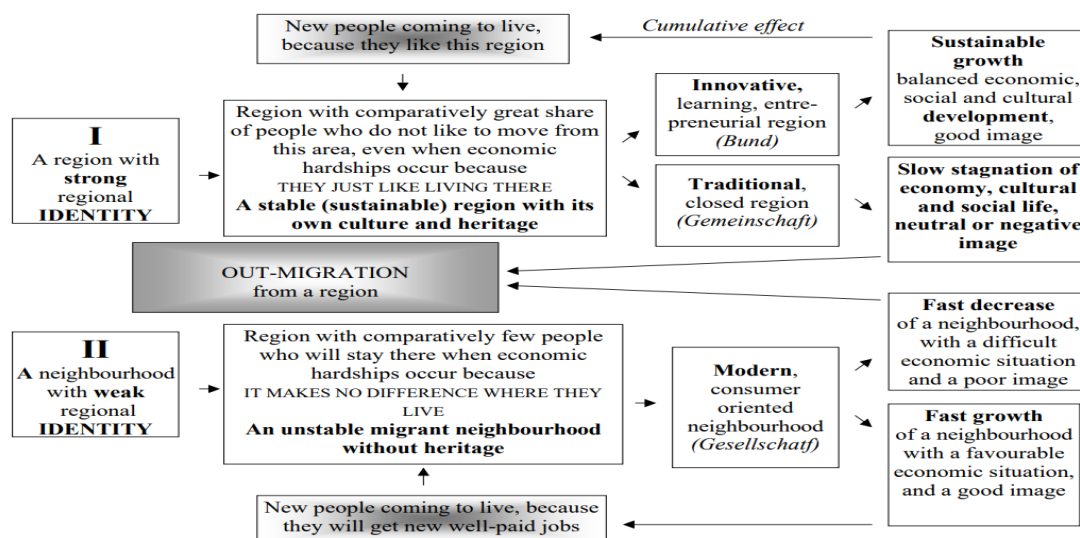 New people coming to live,
because they like this region
Cumulative effect
Sustainable
growth
balanced economic,
social and cultural
development,
good image
Innovative,
learning, entre-
preneurial region
(Bund)
Region with comparatively great share
of people who do not like to move from
this area, even when economic
hardships occur because
THEY JUST LIKE LIVING THERE
A stable (sustainable) region with its
own culture and heritage
I
A region with
strong
regional
IDENTITY
Traditional,
closed region
(Gemeinschaft)
Slow stagnation of
economy, cultural
and social life,
neutral or negative
image
OUT-MIGRATION
from a region
Fast decrease
of a neighbourhood,
with a difficult
economic situation
and a poor image
II
A neighbourhood
with weak
regional
IDENTITY
Region with comparatively few people
who will stay there when economic
hardships occur because
IT MAKES NO DIFFERENCE WHERE THEY
LIVE
An unstable migrant neighbourhood
without heritage
Modern,
consumer
oriented
neighbourhood
(Gesellschatf)
Fast growth
of a neighbourhood
with a favourable
economic situation,
and a good image
New people coming to live, because
they will get new well-paid jobs